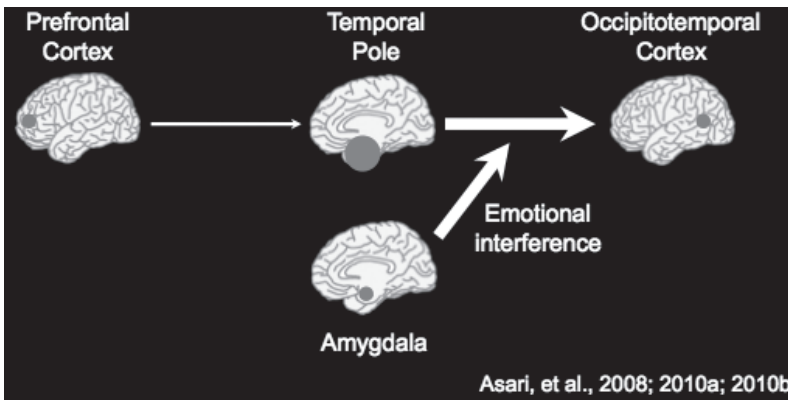 Prefrontal
Cortex
Temporal
Pole
Occipitotemporal
Cortex
Emotional
interference
Amygdala
Asari, et al., 2008; 2010a; 2010b